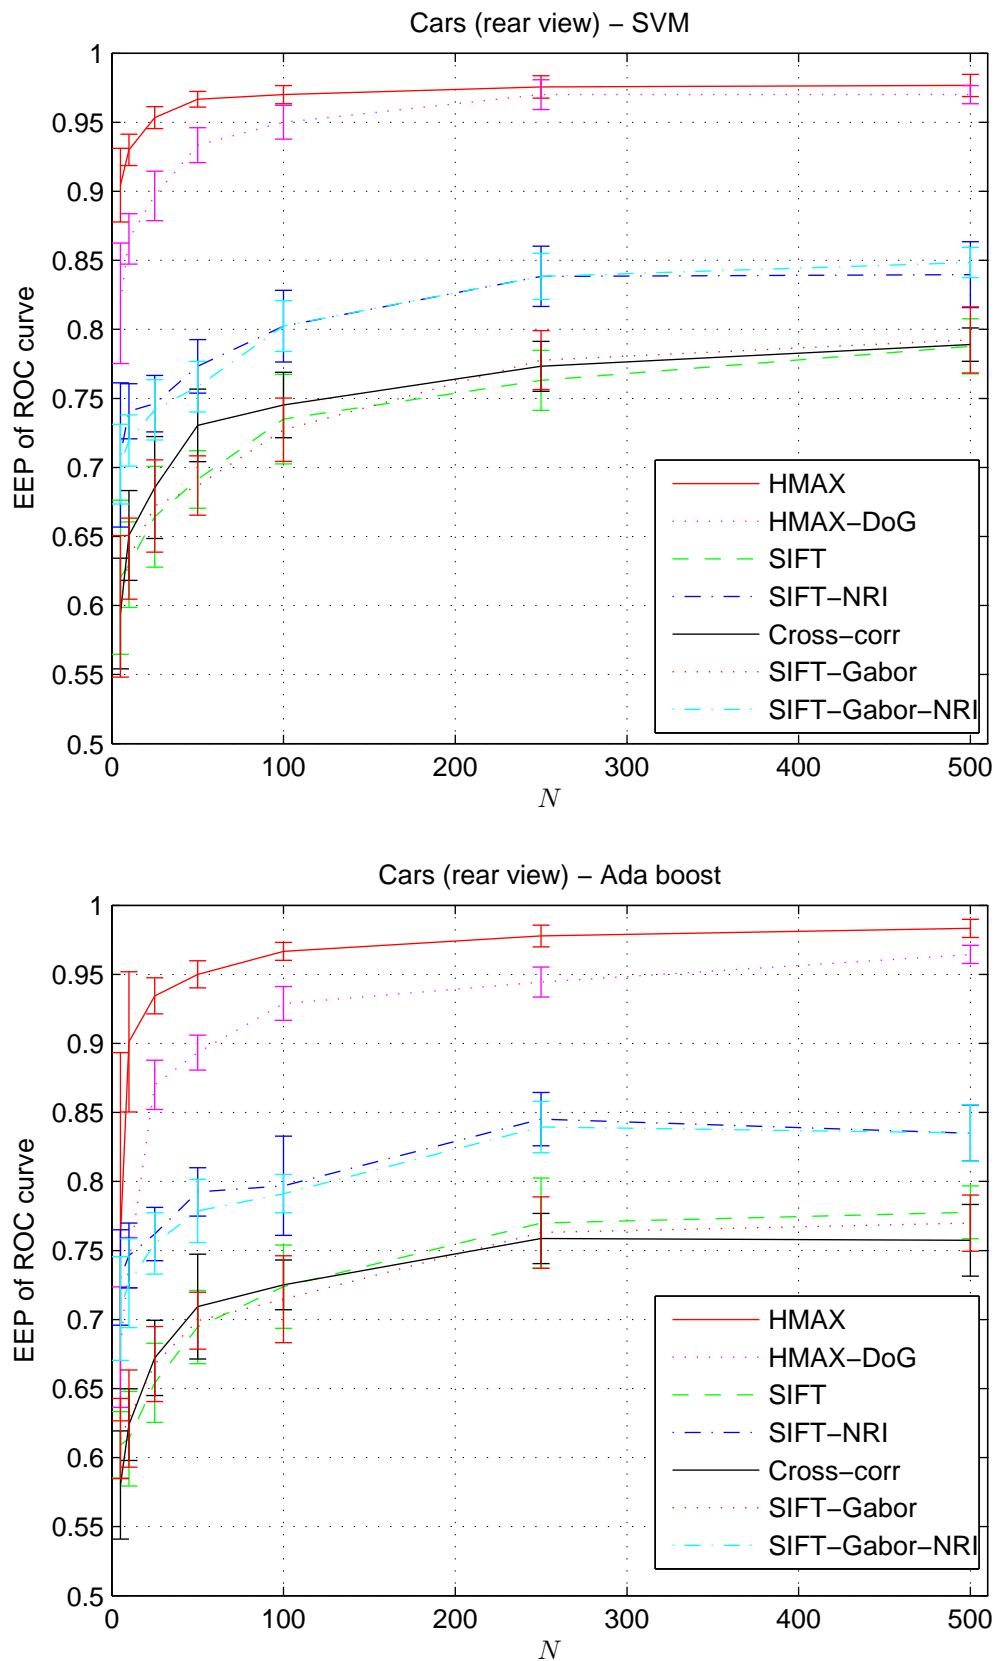 Cars (rear view) − SVM
1
0.95
0.9
0.85
0.8
0.75
0.7
0.65
0.6
0.55
0.5
EEP of ROC curve
HMAX
HMAX−DoG
SIFT
SIFT−NRI
Cross−corr
SIFT−Gabor
SIFT−Gabor−NRI
0 100 200 300 400 500
N
Cars (rear view) − Ada boost
1
0.95
0.9
0.85
0.8
0.75
0.7
0.65
0.6
0.55
0.5
EEP of ROC curve
HMAX
HMAX−DoG
SIFT
SIFT−NRI
Cross−corr
SIFT−Gabor
SIFT−Gabor−NRI
0 100 200 300 400 500
N